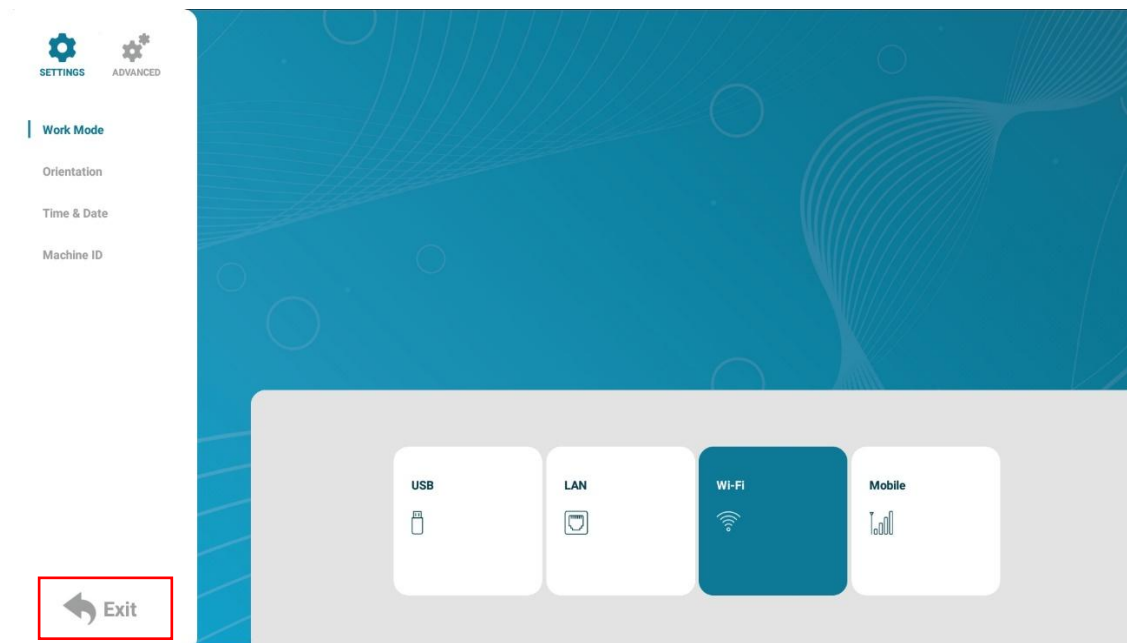 SETTINGS
ADVANCED
Work Mode
Orientation
Time & Date
Machine ID
USB
LAN
Wi-Fi
Mobile
Exit